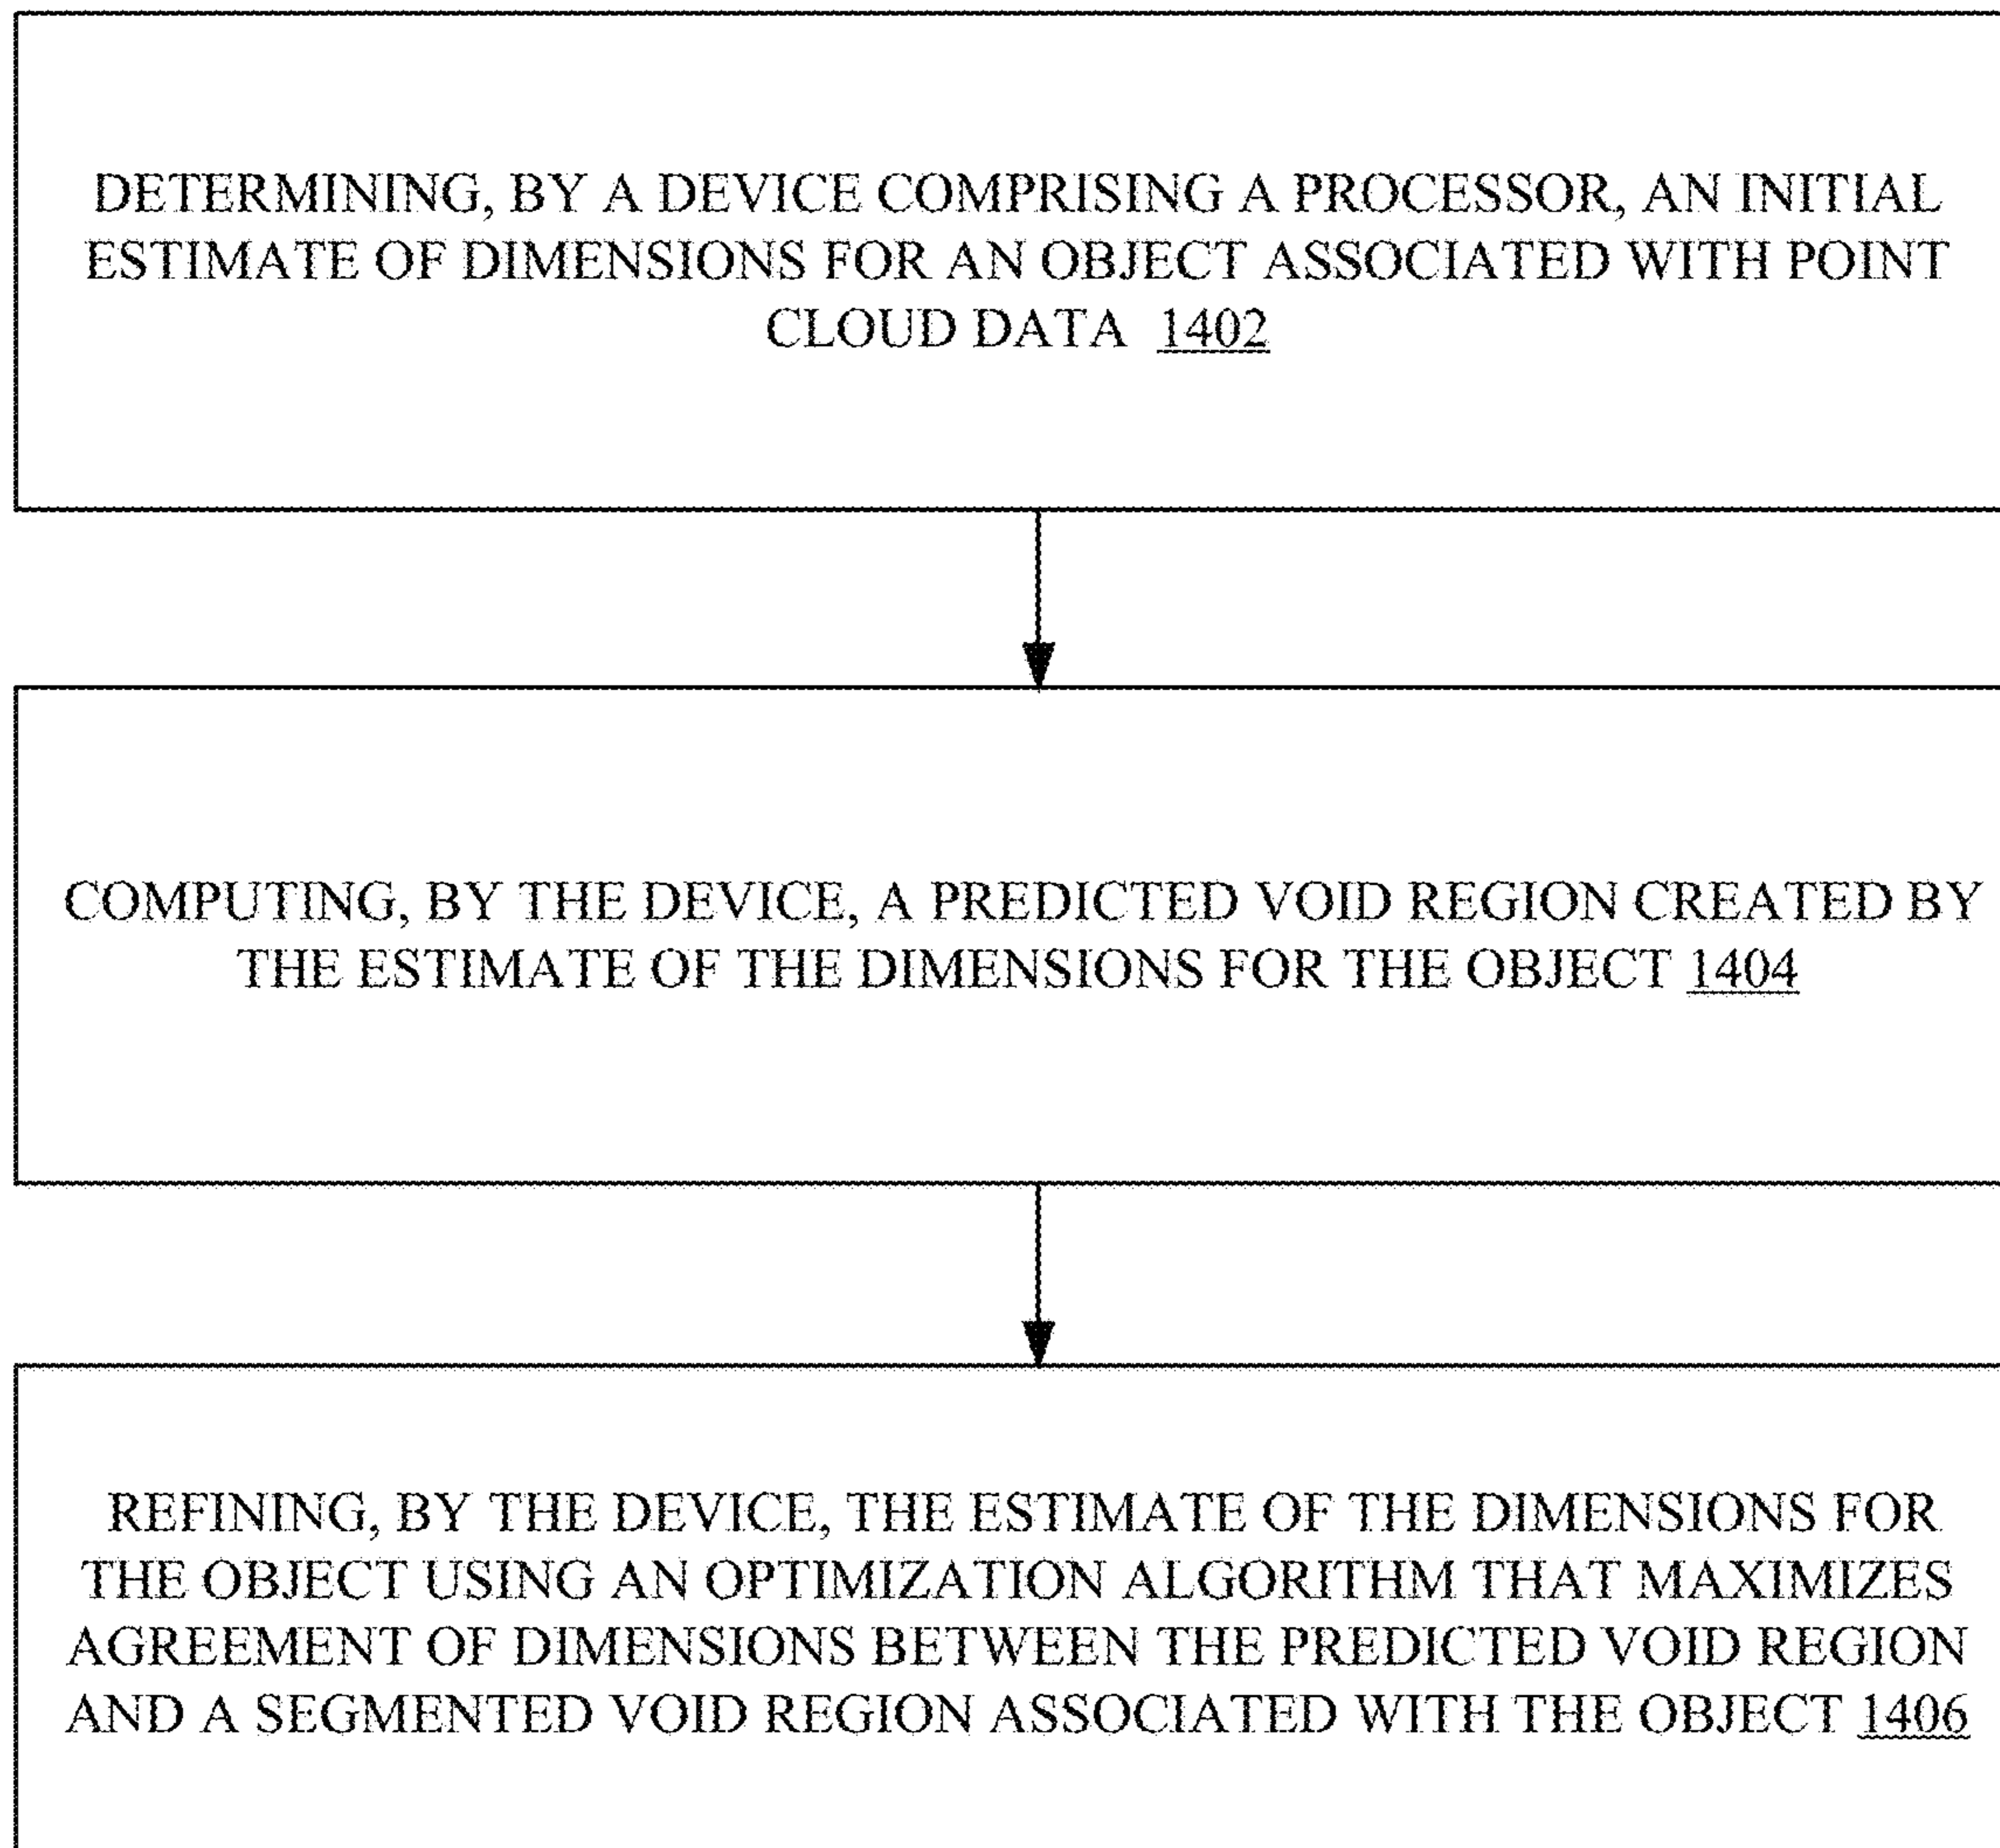 DETERMINING, BY A DEVICE COMPRISING A PROCESSOR, AN INITIAL
ESTIMATE OF DIMENSIONS FOR AN OBJECT ASSOCIATED WITH POINT
CLOUD DATA 1402
COMPUTING, BY THE DEVICE, A PREDICTED VOID REGION CREATED BY
THE ESTIMATE OF THE DIMENSIONS FOR THE OBJECT 1404
REFINING, BY THE DEVICE, THE ESTIMATE OF THE DIMENSIONS FOR
THE OBJECT USING AN OPTIMIZATION ALGORITHM THAT MAXIMIZES
AGREEMENT OF DIMENSIONS BETWEEN THE PREDICTED VOID REGION
AND A SEGMENTED VOID REGION ASSOCIATED WITH THE OBJECT 1406